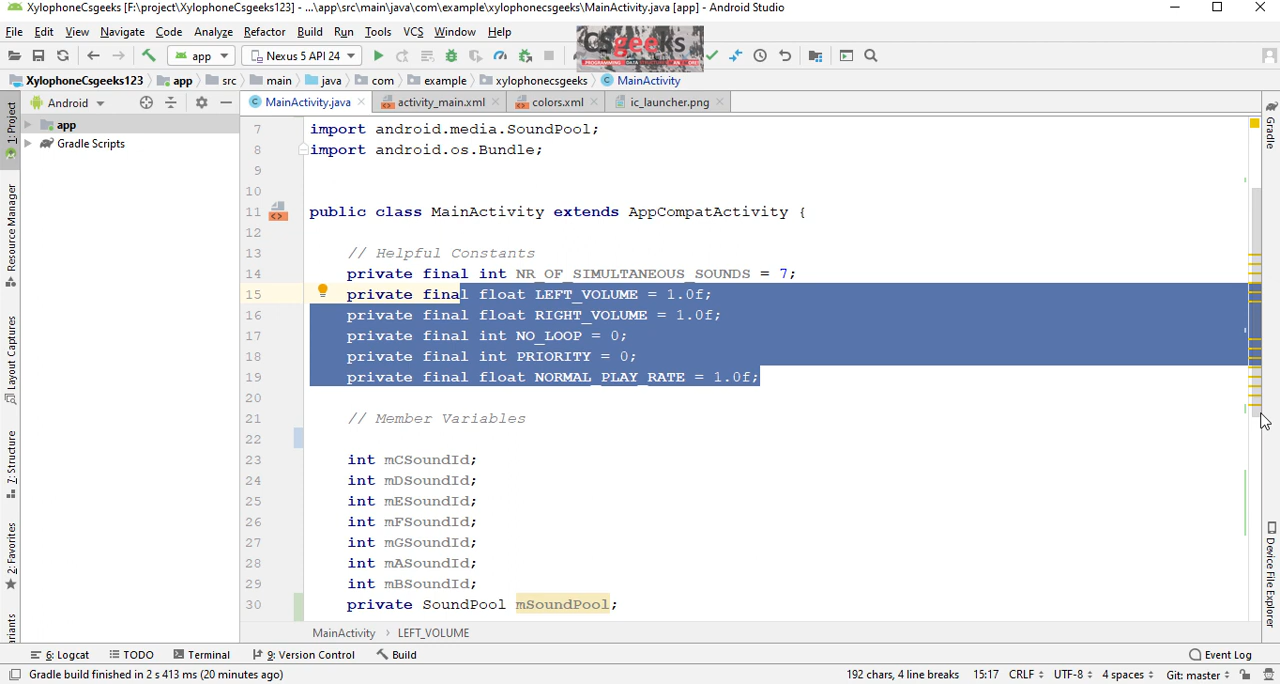 XylophoneCsgeeks [F:\project\XylophoneCsgeeks123] - ...\app\src\main\java\com\example\xylophonecsgeeks\MainActivity.java [app] - Android Studio
File Edit View Navigate Code Analyze Refactor Build Run Tools VCS Window Help
app Nexus 5 API 24 CSgeeks
XylophoneCsgeeks123 app src main java com example xylophonecsgeeks MainActivity
Android MainActivity.java activity_main.xml colors.xml ic_launcher.png
app
Gradle Scripts
1: Project
Resource Manager
Layout Captures
Z: Structure
2: Favorites
Gradle
Device File Explorer
7 import android.media.SoundPool;
8 import android.os.Bundle;
9
10
11 public class MainActivity extends AppCompatActivity {
12
13 // Helpful Constants
14 private final int NR_OF_SIMULTANEOUS_SOUNDS = 7;
15 private final float LEFT_VOLUME = 1.0f;
16 private final float RIGHT_VOLUME = 1.0f;
17 private final int NO_LOOP = 0;
18 private final int PRIORITY = 0;
19 private final float NORMAL_PLAY_RATE = 1.0f;
20
21 // Member Variables
22
23 int mCSoundId;
24 int mDSoundId;
25 int mESoundId;
26 int mFSoundId;
27 int mGSoundId;
28 int mASoundId;
29 int mBSoundId;
30 private SoundPool mSoundPool;
MainActivity › LEFT_VOLUME
6: Logcat TODO Terminal 9: Version Control Build Event Log
Gradle build finished in 2 s 413 ms (20 minutes ago) 192 chars, 4 line breaks 15:17 CRLF UTF-8 4 spaces Git: master